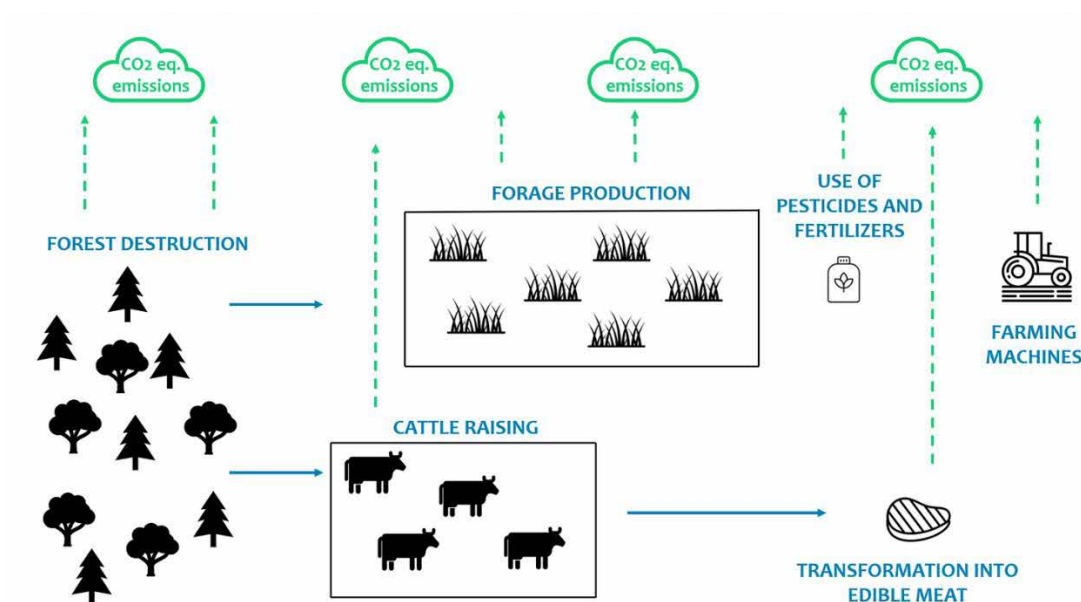 CO2 eq.
emissions
CO2 eq.
emissions
CO2 eq.
emissions
CO2 eq.
emissions
FORAGE PRODUCTION
USE OF
PESTICIDES AND
FERTILIZERS
FOREST DESTRUCTION
FARMING
MACHINES
CATTLE RAISING
TRANSFORMATION INTO
EDIBLE MEAT